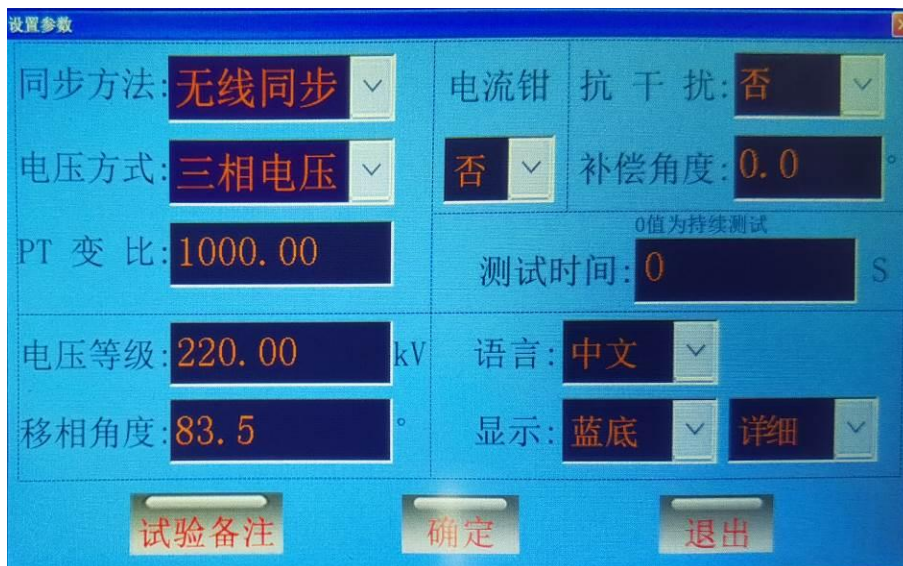 设置参数
同步方法:无线同步 电流钳 抗 干 扰:否
电压方式:三相电压 否 补偿角度:0.0°
0值为持续测试
PT 变 比:1000.00 测试时间:0 S
电压等级:220.00 kV 语言:中文
移相角度:83.5° 显示:蓝底 详细
试验备注 确定 退出